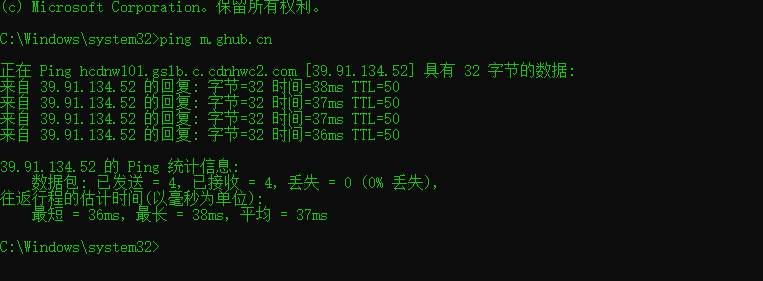 (c) Microsoft Corporation。保留所有权利。
C:\Windows\system32>ping m.ghub.cn
正在 Ping hcdnw101.gslb.c.cdnhwc2.com [39.91.134.52] 具有 32 字节的数据:
来自 39.91.134.52 的回复: 字节=32 时间=38ms TTL=50
来自 39.91.134.52 的回复: 字节=32 时间=37ms TTL=50
来自 39.91.134.52 的回复: 字节=32 时间=37ms TTL=50
来自 39.91.134.52 的回复: 字节=32 时间=36ms TTL=50
39.91.134.52 的 Ping 统计信息:
数据包: 已发送 = 4, 已接收 = 4, 丢失 = 0 (0% 丢失),
往返行程的估计时间(以毫秒为单位):
最短 = 36ms, 最长 = 38ms, 平均 = 37ms
C:\Windows\system32>